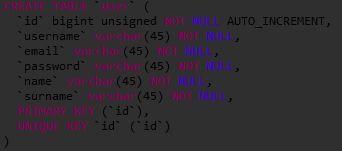 CREATE TABLE `user` (
`id` bigint unsigned NOT NULL AUTO_INCREMENT,
`username` varchar(45) NOT NULL,
`email` varchar(45) NOT NULL,
`password` varchar(45) NOT NULL,
`name` varchar(45) NOT NULL,
`surname` varchar(45) NOT NULL,
PRIMARY KEY (`id`),
UNIQUE KEY `id` (`id`)
)